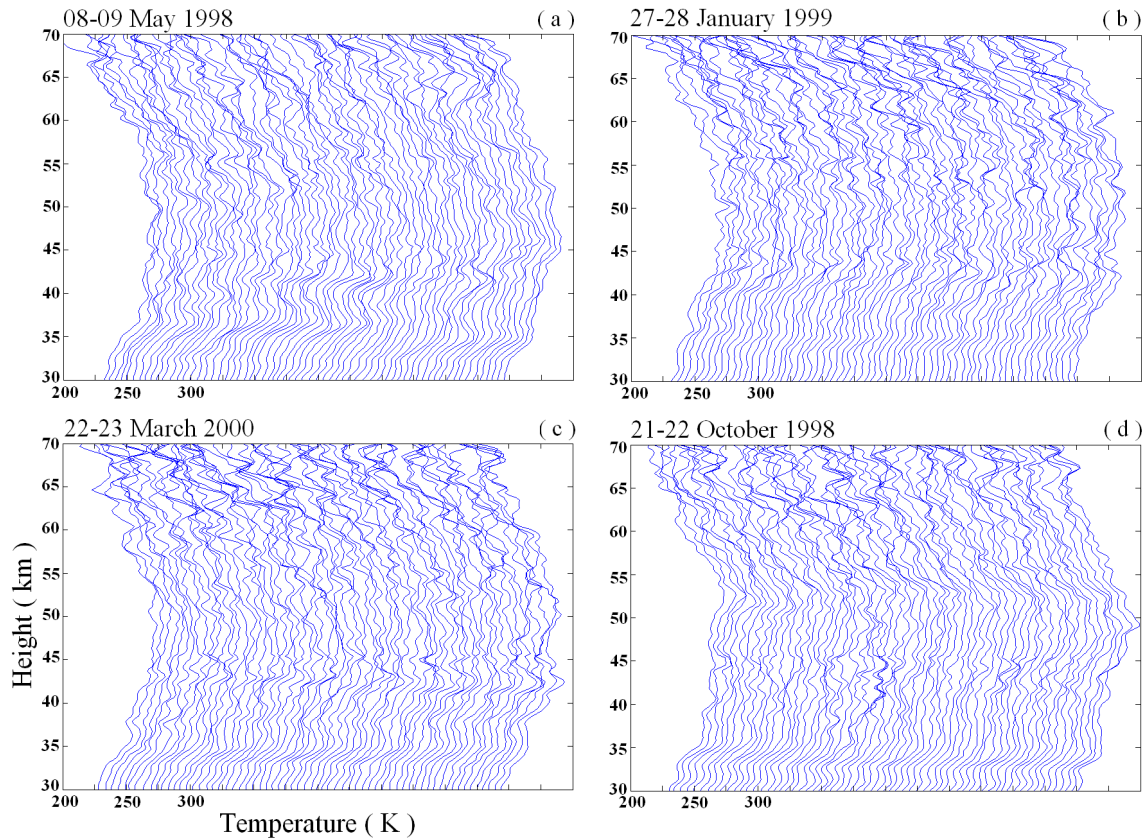 08-09 May 1998 ( a )
27-28 January 1999 ( b )
70 65 60 55 50 45 40 35 30
70 65 60 55 50 45 40 35 30
200 250 300
200 250 300
22-23 March 2000 ( c )
21-22 October 1998 ( d )
70 65 60 55 50 45 40 35 30
70 65 60 55 50 45 40 35 30
200 250 300
200 250 300
Height ( km )
Temperature ( K )